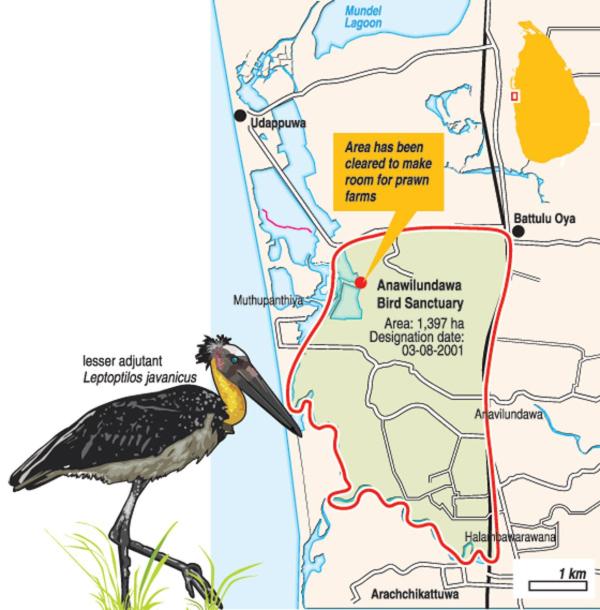 Mundel
Lagoon
Udappuwa
Area has been
cleared to make
room for prawn
farms
Battulu Oya
Anawilundawa
Bird Sanctuary
Area: 1,397 ha
Designation date:
03-08-2001
Muthupanthiya
lesser adjutant
Leptoptilos javanicus
Anavilundawa
Halambawarawana
1 km
Arachchikattuwa